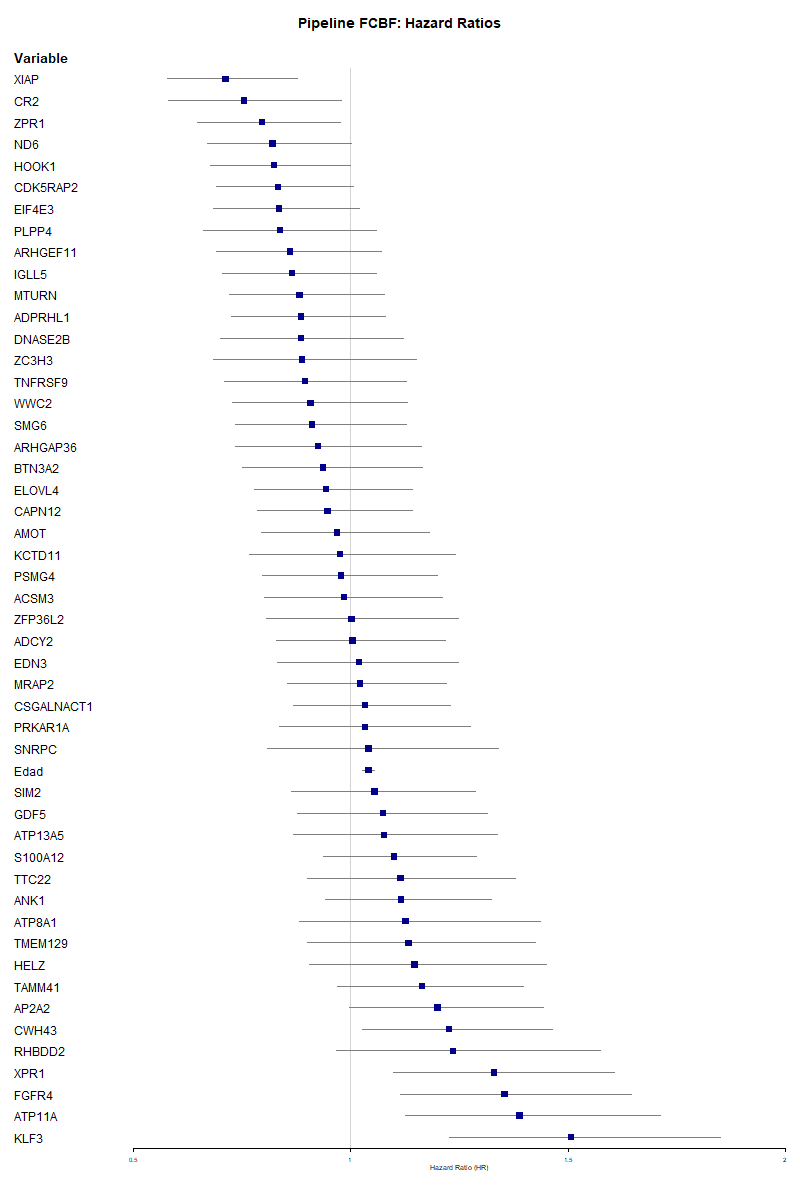 Pipeline FCBF: Hazard Ratios
Variable
XIAP
CR2
ZPR1
ND6
HOOK1
CDK5RAP2
EIF4E3
PLPP4
ARHGEF11
IGLL5
MTURN
ADPRHL1
DNASE2B
ZC3H3
TNFRSF9
WWC2
SMG6
ARHGAP36
BTN3A2
ELOVL4
CAPN12
AMOT
KCTD11
PSMG4
ACSM3
ZFP36L2
ADCY2
EDN3
MRAP2
CSGALNACT1
PRKAR1A
SNRPC
Edad
SIM2
GDF5
ATP13A5
S100A12
TTC22
ANK1
ATP8A1
TMEM129
HELZ
TAMM41
AP2A2
CWH43
RHBDD2
XPR1
FGFR4
ATP11A
KLF3
0.5 1 1.5 2
Hazard Ratio (HR)